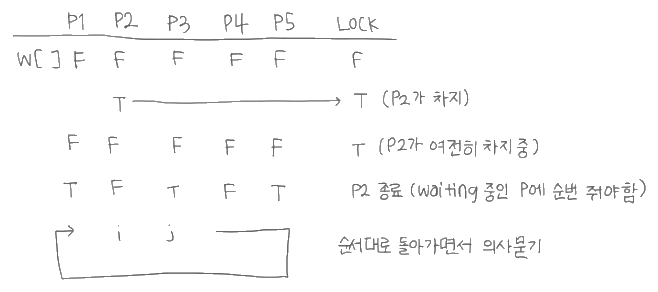 P1 P2 P3 P4 P5 LOCK
W[ ] F F F F F F
T T (P2가 차지)
F F F F F T (P2가 여전히 차지 중)
T F T F T P2 종료 (waiting 중인 P에 순번 줘야함)
i j 순서대로 돌아가면서 의사묻기